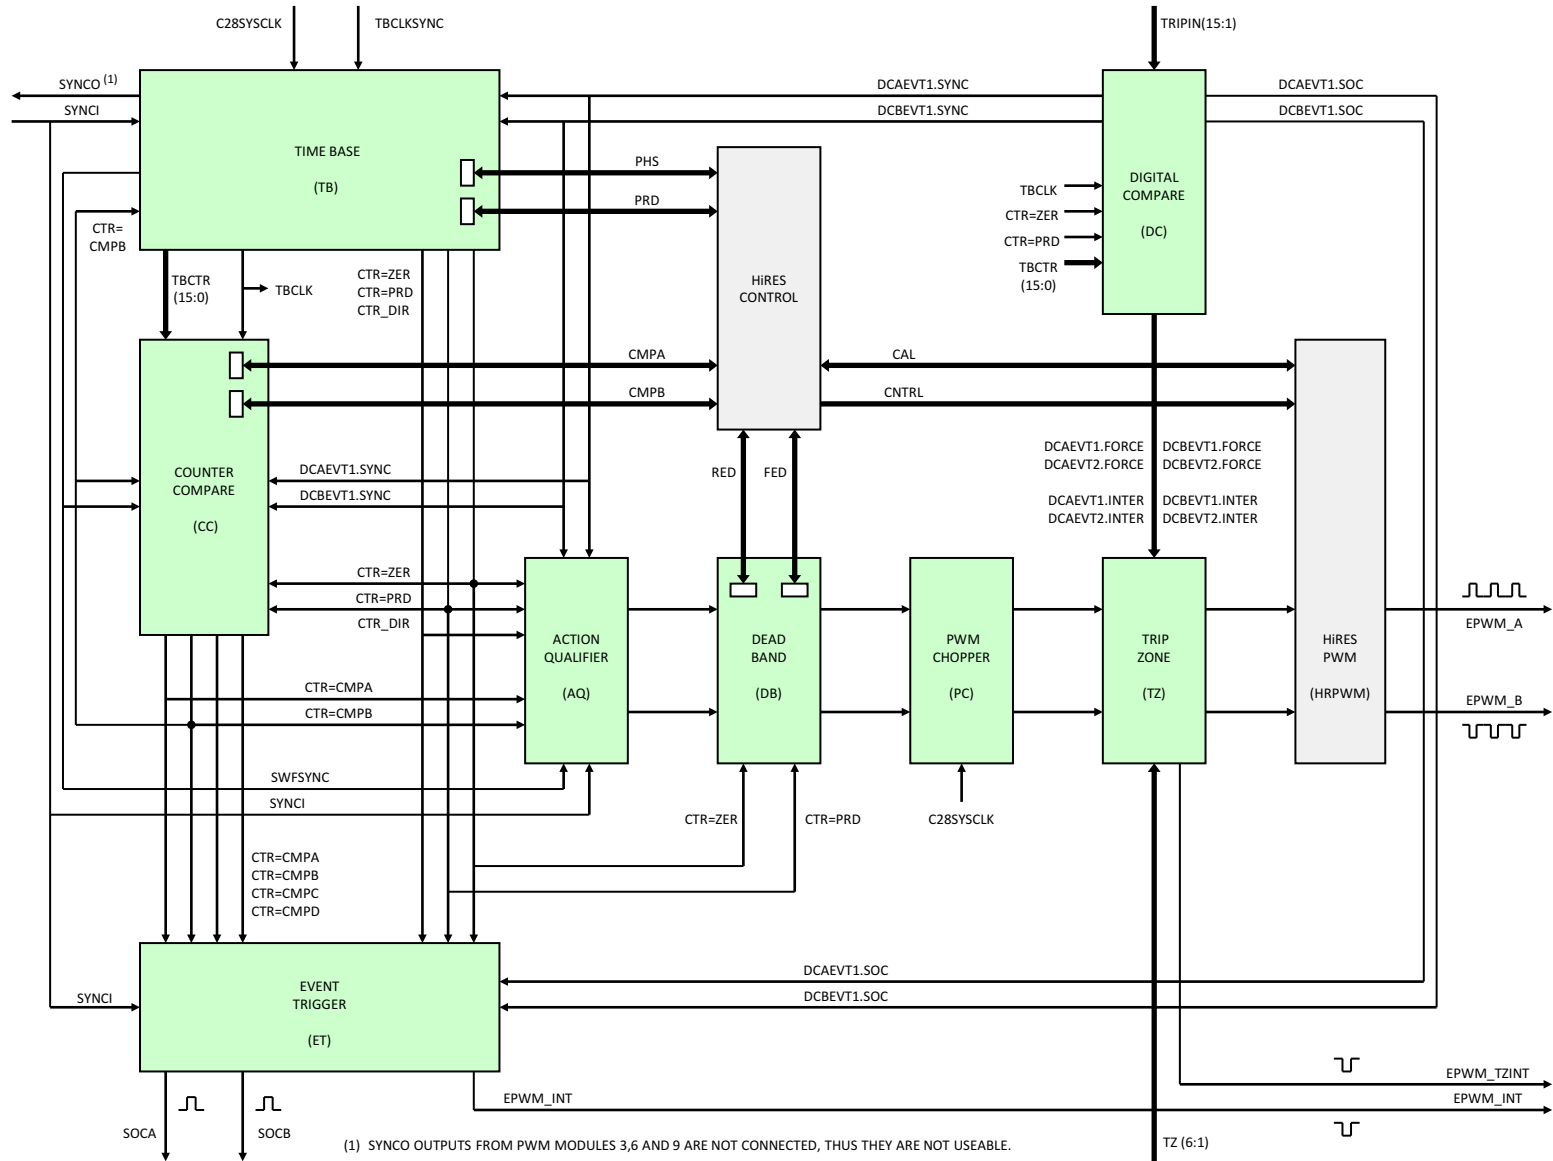 C28SYSCLK
TBCLKSYNC
TRIPIN(15:1)
SYNCO (1)
SYNCI
DCAEVT1.SYNC
DCBEVT1.SYNC
DCAEVT1.SOC
DCBEVT1.SOC
TIME BASE
(TB)
PHS
PRD
DIGITAL
COMPARE
(DC)
TBCLK
CTR=ZER
CTR=PRD
TBCTR
(15:0)
CTR=
CMPB
TBCTR
(15:0)
TBCLK
CTR=ZER
CTR=PRD
CTR_DIR
HiRES
CONTROL
CMPA
CMPB
CAL
CNTRL
COUNTER
COMPARE
(CC)
DCAEVT1.SYNC
DCBEVT1.SYNC
RED
FED
DCAEVT1.FORCE
DCAEVT2.FORCE
DCBEVT1.FORCE
DCBEVT2.FORCE
DCAEVT1.INTER
DCAEVT2.INTER
DCBEVT1.INTER
DCBEVT2.INTER
CTR=ZER
CTR=PRD
CTR_DIR
CTR=CMPA
CTR=CMPB
ACTION
QUALIFIER
(AQ)
DEAD
BAND
(DB)
PWM
CHOPPER
(PC)
TRIP
ZONE
(TZ)
HiRES
PWM
(HRPWM)
EPWM_A
EPWM_B
SWFSYNC
SYNCI
CTR=ZER
CTR=PRD
C28SYSCLK
CTR=CMPA
CTR=CMPB
CTR=CMPC
CTR=CMPD
SYNCI
EVENT
TRIGGER
(ET)
DCAEVT1.SOC
DCBEVT1.SOC
EPWM_TZINT
EPWM_INT
EPWM_INT
SOCA
SOCB
TZ (6:1)
(1) SYNCO OUTPUTS FROM PWM MODULES 3,6 AND 9 ARE NOT CONNECTED, THUS THEY ARE NOT USEABLE.